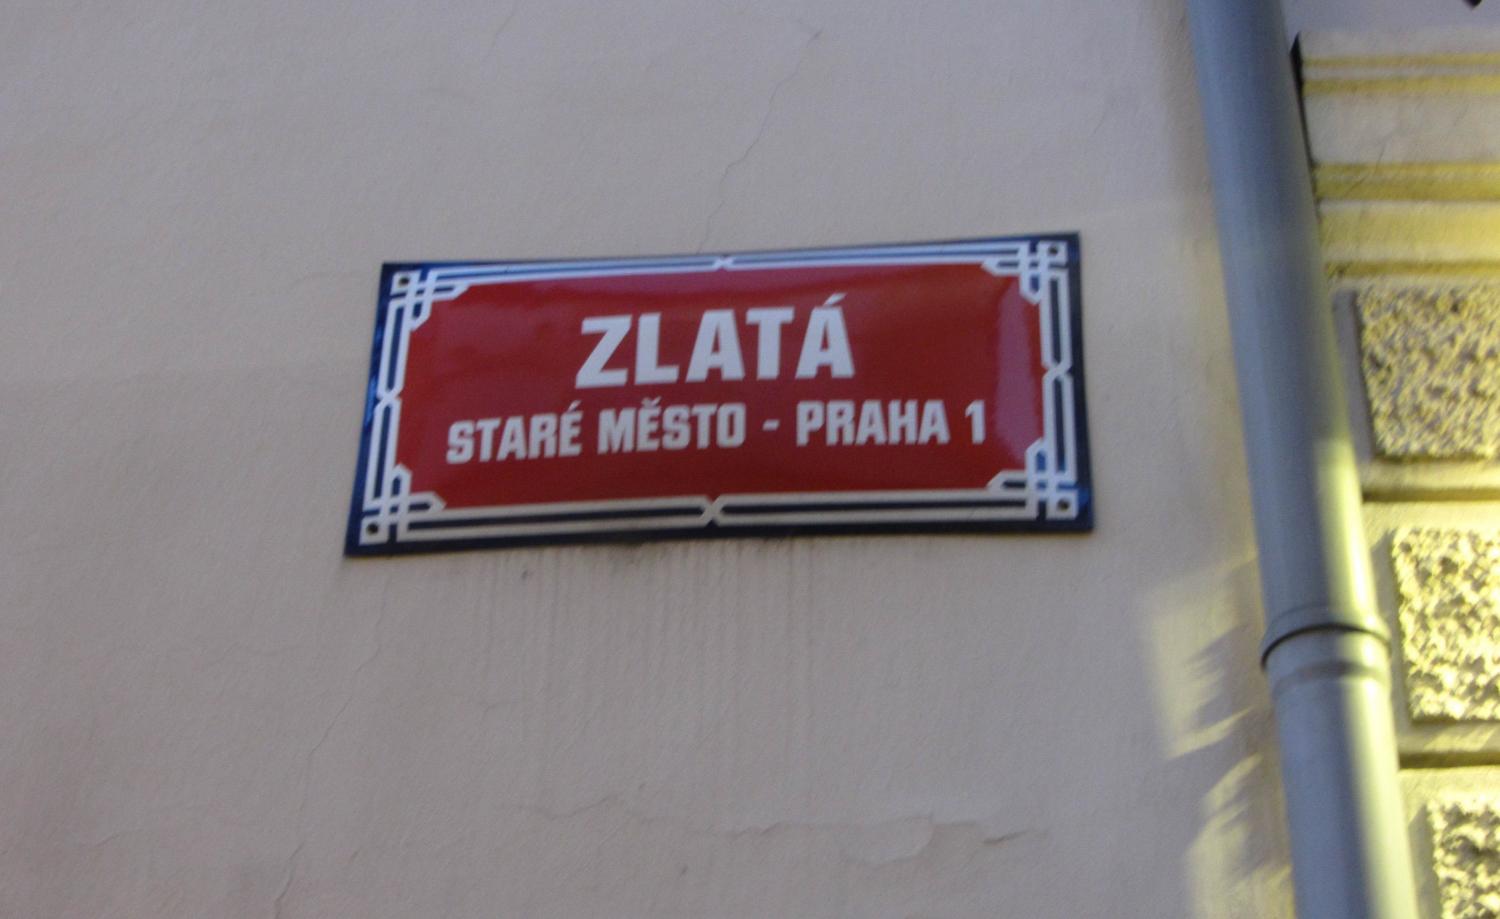 ZLATÁ
STARÉ MĚSTO - PRAHA 1